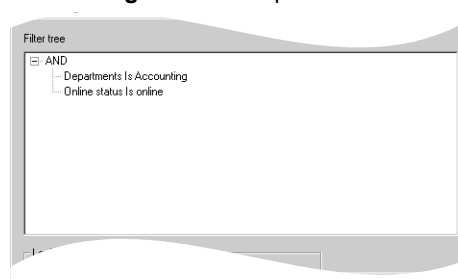 Filter tree
AND
Departments Is Accounting
Online status Is online